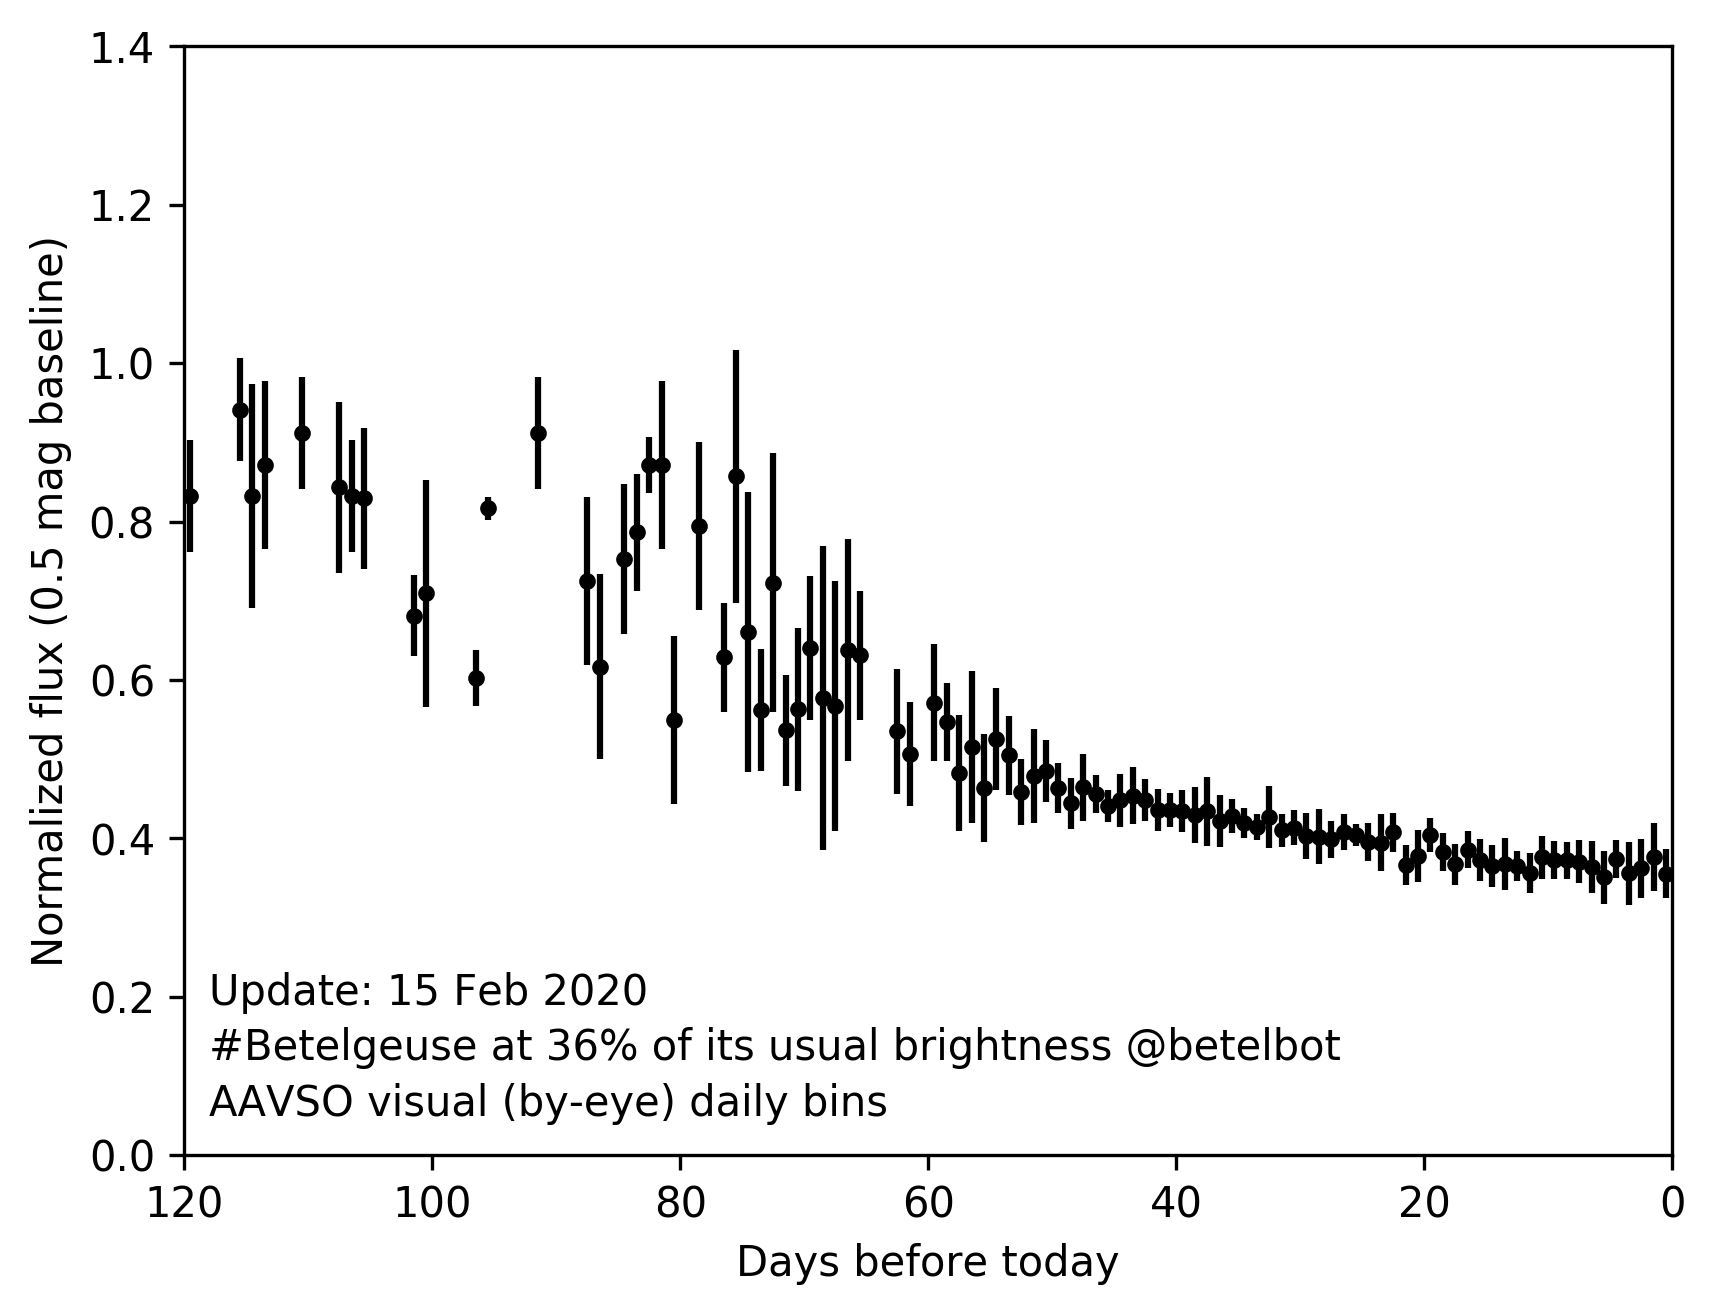 1.4
1.2
1.0
0.8
0.6
0.4
0.2
0.0
Normalized flux (0.5 mag baseline)
Update: 15 Feb 2020
#Betelgeuse at 36% of its usual brightness @betelbot
AAVSO visual (by-eye) daily bins
120 100 80 60 40 20 0
Days before today